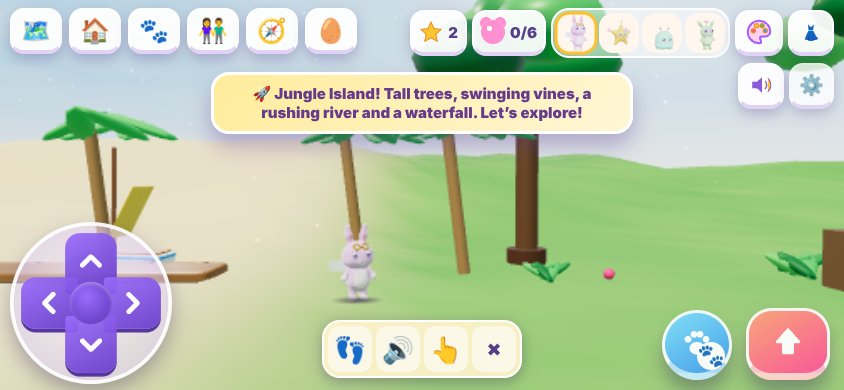 2
0/6
🚀 Jungle Island! Tall trees, swinging vines, a
rushing river and a waterfall. Let's explore!